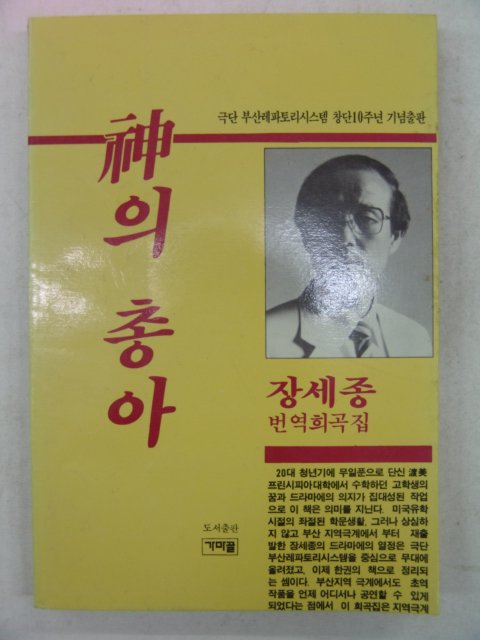 극단 부산레파토리시스템 창단10주년 기념출판
神의 총아
장세종
번역희곡집
20대 청년기에 무일푼으로 단신 渡美
프린시피아대학에서 수학하던 고학생의
꿈과 드라마에의 의지가 집대성된 작업
으로 이 책은 의미를 지닌다. 미국유학
시절의 좌절된 학문생활, 그러나 상심하
지 않고 부산 지역극계에서 부터 재출
발한 장세종의 드라마에의 열정은 극단
부산레파토리시스템을 중심으로 무대에
올려졌고, 이제 한권의 책으로 정리되
는 셈이다. 부산지역 극계에서도 초역
작품을 언제 어디서나 공연할 수 있게
되었다는 점에서 이 희곡집은 지역극계
도서출판
가마골